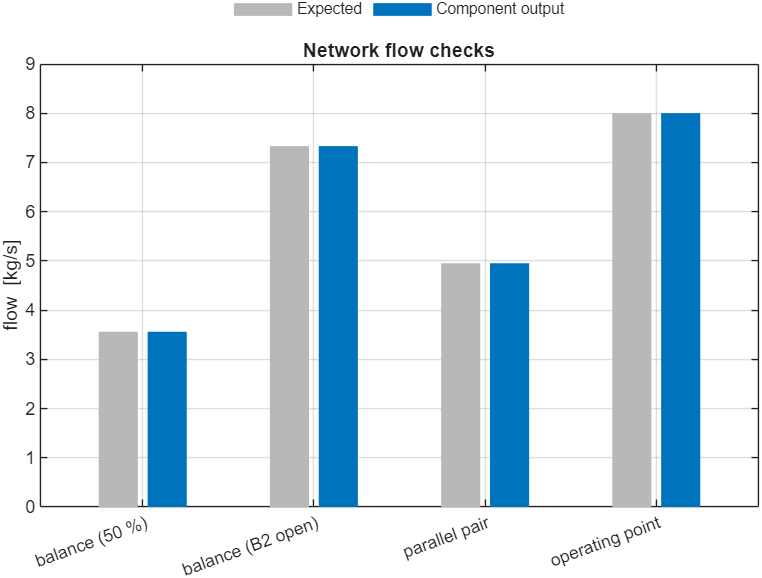 Expected Component output
Network flow checks
9
8
7
6
5
4
3
2
1
0
flow [kg/s]
balance (50 %)
balance (B2 open)
parallel pair
operating point